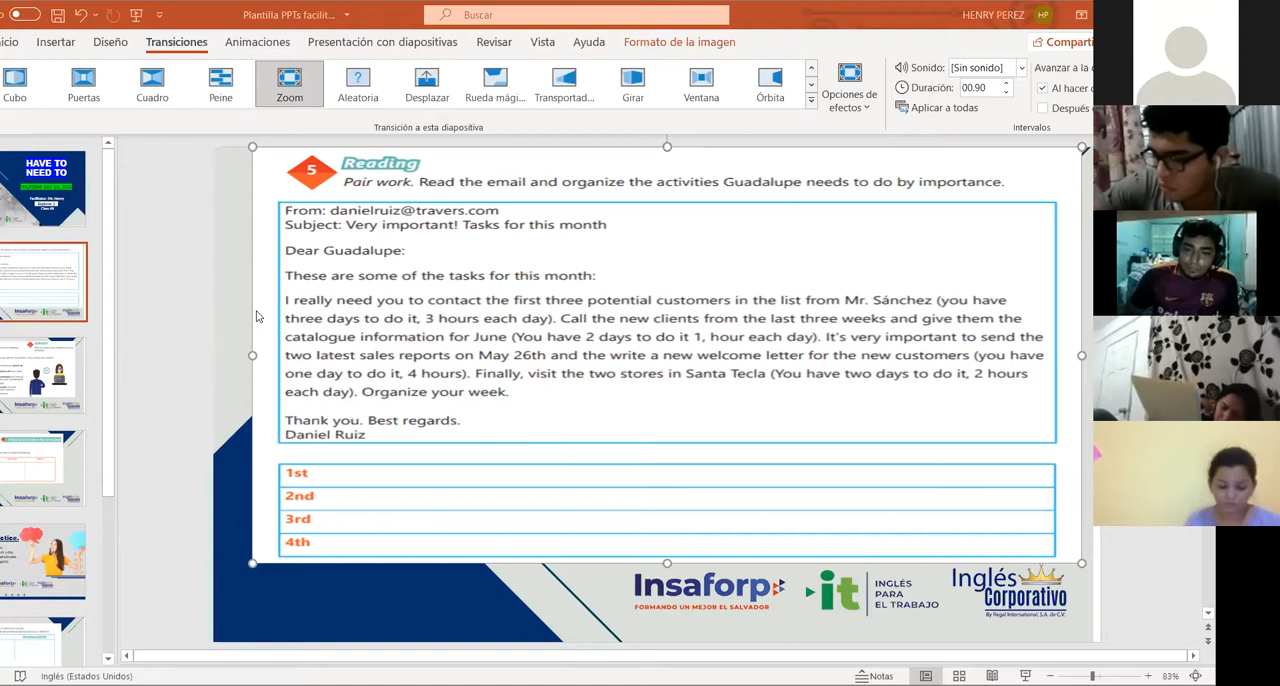 Plantilla PPTs facilit...
Buscar
HENRY PEREZ
HP
Insertar
Diseño
Transiciones
Animaciones
Presentación con diapositivas
Revisar
Vista
Ayuda
Formato de la imagen
Cubo
Puertas
Cuadro
Peine
Zoom
Aleatoria
Desplazar
Rueda mági...
Transportad...
Girar
Ventana
Órbita
Opciones de
efectos
Sonido: [Sin sonido]
Duración: 00.90
Aplicar a todas
Transición a esta diapositiva
Intervalos
HAVE TO
NEED TO
5
Reading
Pair work. Read the email and organize the activities Guadalupe needs to do by importance.
From: danielruiz@travers.com
Subject: Very important! Tasks for this month
Dear Guadalupe:
These are some of the tasks for this month:
I really need you to contact the first three potential customers in the list from Mr. Sánchez (you have
three days to do it, 3 hours each day). Call the new clients from the last three weeks and give them the
catalogue information for June (You have 2 days to do it 1, hour each day). It's very important to send the
two latest sales reports on May 26th and the write a new welcome letter for the new customers (you have
one day to do it, 4 hours). Finally, visit the two stores in Santa Tecla (You have two days to do it, 2 hours
each day). Organize your week.
Thank you. Best regards.
Daniel Ruiz
1st
2nd
3rd
4th
Insaforp
FORMANDO UN MEJOR EL SALVADOR
it
INGLÉS
PARA
EL TRABAJO
Inglés
Corporativo
by Regal International, S.A. de C.V.
Inglés (Estados Unidos)
Notas
83%